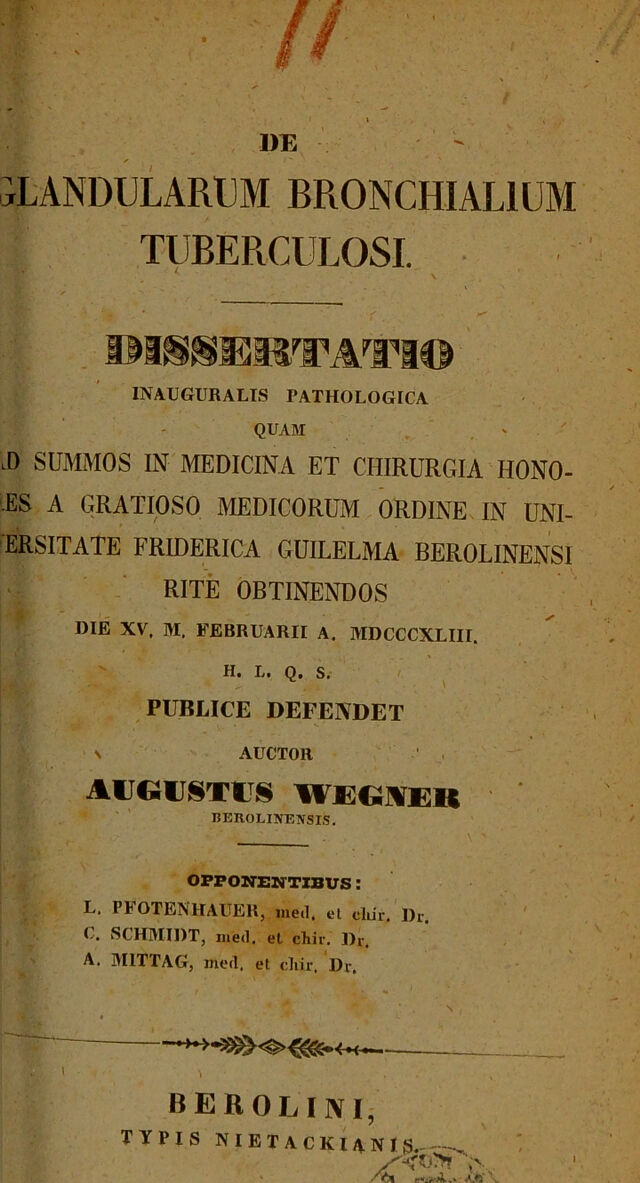 11
DE
GLANDULARUM BRONCHIALIUM
TUBERCULOSI.
DISSERTATIO
INAUGURALIS PATHOLOGICA
QUAM
AD SUMMOS IN MEDICINA ET CHIRURGIA HONO-
RES A GRATIOSO MEDICORUM ORDINE IN UNI-
VERSITATE FRIDERICA GUILELMA BEROLINENSI
RITE OBTINENDOS
DIE XV. M. FEBRUARII A. MDCCCXLIII.
H. L. Q. S.
PUBLICE DEFENDET
AUCTOR
AUGUSTUS WEGNER
BEROLINENSIS.
OPPONENTIBUS:
L. PFOTENHAUER, med. et chir. Dr.
C. SCHMIDT, med. et chir. Dr.
A. MITTAG, med. et chir. Dr.
BEROLINI,
TYPIS NIETACKIANIS.